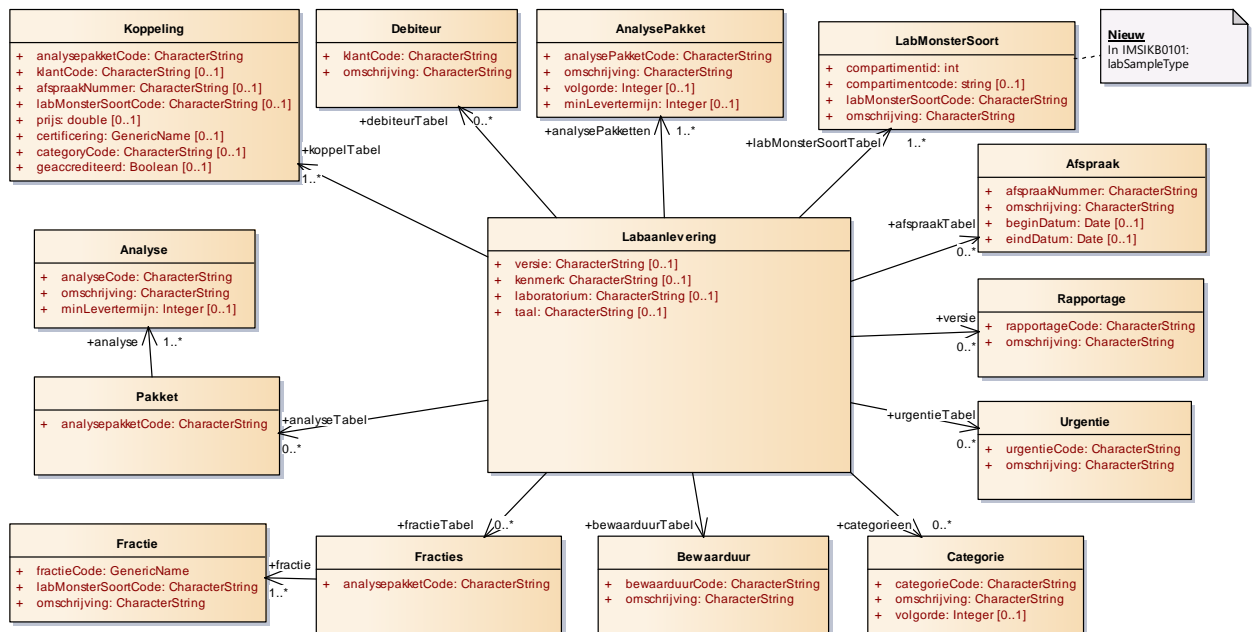 Koppeling
+ analysepakketCode: CharacterString
+ klantCode: CharacterString [0..1]
+ afspraakNummer: CharacterString [0..1]
+ labMonsterSoortCode: CharacterString [0..1]
+ prijs: double [0..1]
+ certificering: GenericName [0..1]
+ categoryCode: CharacterString [0..1]
+ geaccrediteerd: Boolean [0..1]
Debiteur
+ klantCode: CharacterString
+ omschrijving: CharacterString
AnalysePakket
+ analysePakketCode: CharacterString
+ omschrijving: CharacterString
+ volgorde: Integer [0..1]
+ minLevertermijn: Integer [0..1]
LabMonsterSoort
+ compartimentid: int
+ compartimentcode: string [0..1]
+ labMonsterSoortCode: CharacterString
+ omschrijving: CharacterString
Nieuw
In IMSIKB0101:
labSampleType
+debiteurTabel 0..*
+analysePakketten 1..*
+labMonsterSoortTabel 1..*
+koppelTabel
1..*
Afspraak
+ afspraakNummer: CharacterString
+ omschrijving: CharacterString
+ beginDatum: Date [0..1]
+ eindDatum: Date [0..1]
+afspraakTabel
0..*
Analyse
+ analyseCode: CharacterString
+ omschrijving: CharacterString
+ minLevertermijn: Integer [0..1]
Labaanlevering
+ versie: CharacterString [0..1]
+ kenmerk: CharacterString [0..1]
+ laboratorium: CharacterString [0..1]
+ taal: CharacterString [0..1]
Rapportage
+ rapportageCode: CharacterString
+ omschrijving: CharacterString
+versie
0..*
+analyse 1..*
Pakket
+ analysepakketCode: CharacterString
+analyseTabel
0..*
+urgentieTabel
0..*
Urgentie
+ urgentieCode: CharacterString
+ omschrijving: CharacterString
+fractieTabel 0..*
+bewaarduurTabel
+categorieen 0..*
Fractie
+ fractieCode: GenericName
+ labMonsterSoortCode: CharacterString
+ omschrijving: CharacterString
+fractie
1..*
Fracties
+ analysepakketCode: CharacterString
Bewaarduur
+ bewaarduurCode: CharacterString
+ omschrijving: CharacterString
Categorie
+ categorieCode: CharacterString
+ omschrijving: CharacterString
+ volgorde: Integer [0..1]